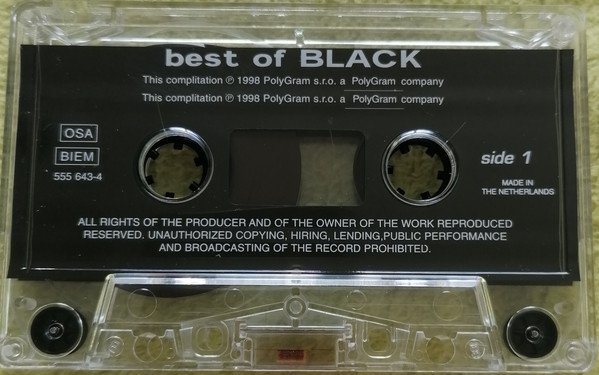 best of BLACK
This complitation ℗ 1998 PolyGram s.r.o. a PolyGram company
This complitation ℗ 1998 PolyGram s.r.o. a PolyGram company
OSA
BIEM
555 643-4
side 1
MADE IN
THE NETHERLANDS
ALL RIGHTS OF THE PRODUCER AND OF THE OWNER OF THE WORK REPRODUCED
RESERVED. UNAUTHORIZED COPYING, HIRING, LENDING,PUBLIC PERFORMANCE
AND BROADCASTING OF THE RECORD PROHIBITED.